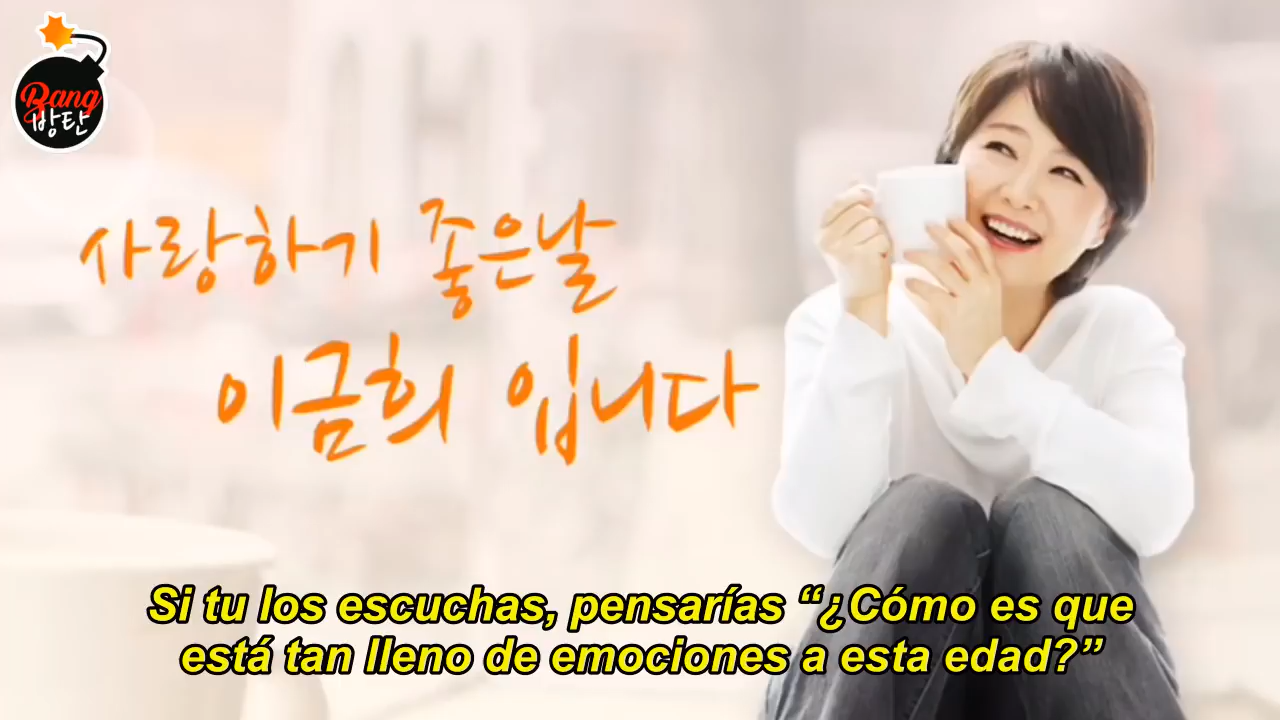 Bang
방탄
사랑하기 좋은날
이금희 입니다
Si tu los escuchas, pensarías “¿Cómo es que
está tan lleno de emociones a esta edad?”